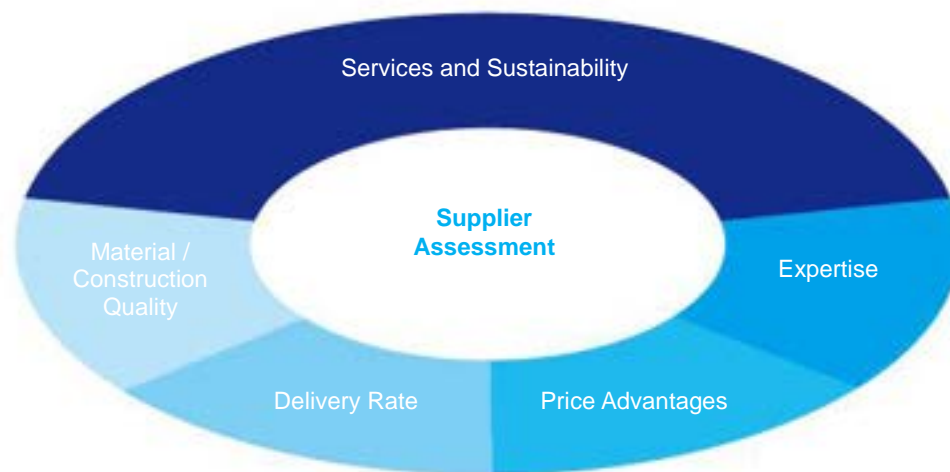 Services and Sustainability
Supplier
Assessment
Material /
Construction
Quality
Expertise
Delivery Rate
Price Advantages